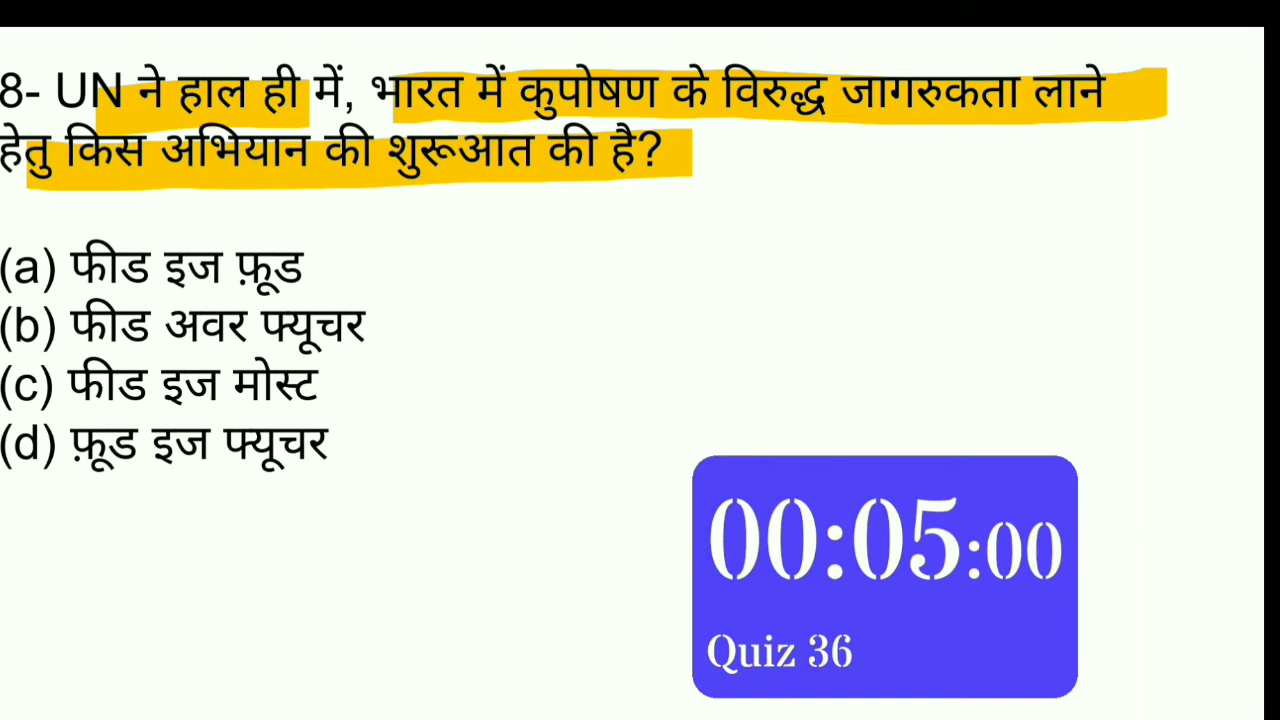 8- UN ने हाल ही में, भारत में कुपोषण के विरुद्ध जागरुकता लाने
हेतु किस अभियान की शुरूआत की है?
(a) फीड इज फ़ूड
(b) फीड अवर फ्यूचर
(c) फीड इज मोस्ट
(d) फ़ूड इज फ्यूचर
00:05:00
Quiz 36